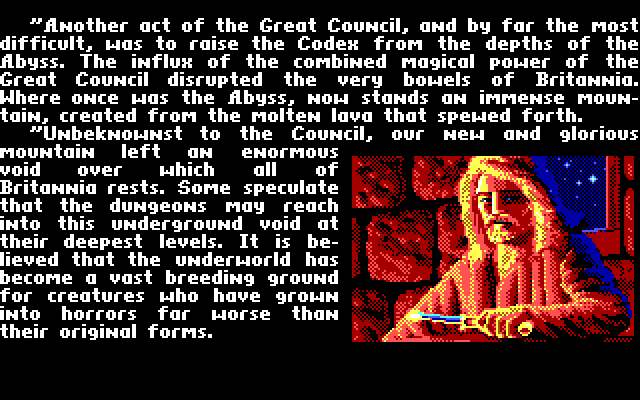 "Another act of the Great Council, and by far the most
difficult, was to raise the Codex from the depths of the
Abyss. The influx of the combined magical power of the
Great Council disrupted the very bowels of Britannia.
Where once was the Abyss, now stands an immense moun-
tain, created from the molten lava that spewed forth.
"Unbeknownst to the Council, our new and glorious
mountain left an enormous
void over which all of
Britannia rests. Some speculate
that the dungeons may reach
into this underground void at
their deepest levels. It is be-
lieved that the underworld has
become a vast breeding ground
for creatures who have grown
into horrors far worse than
their original forms.